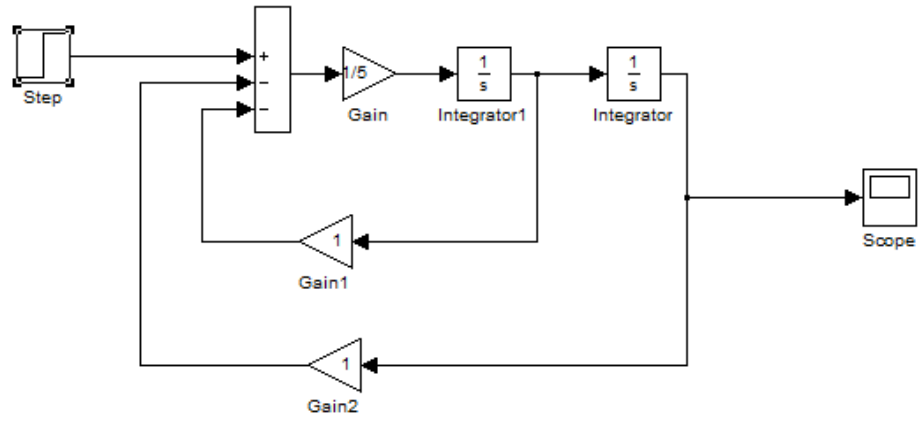 Step
+
−
−
1/5
Gain
1
s
Integrator1
1
s
Integrator
Scope
1
Gain1
1
Gain2